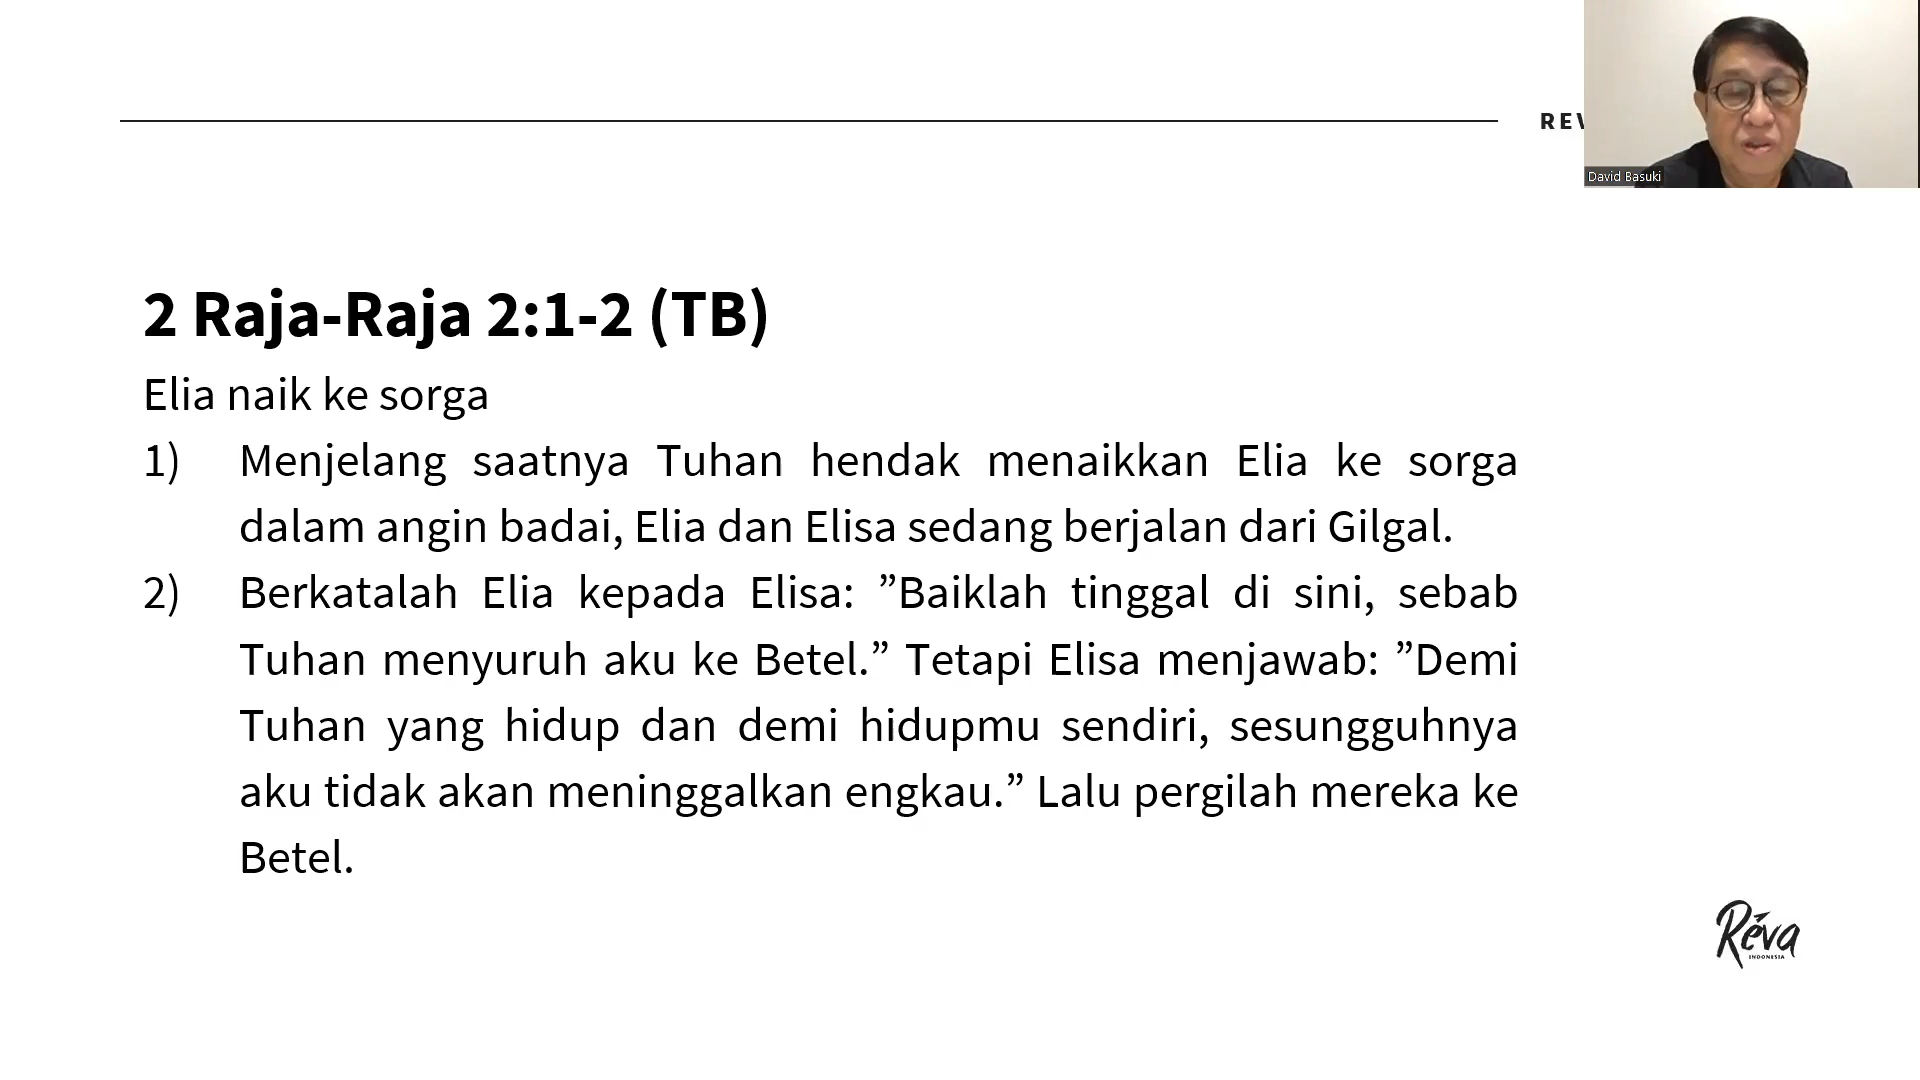 REV
David Basuki
2 Raja-Raja 2:1-2 (TB)
Elia naik ke sorga
1) Menjelang saatnya Tuhan hendak menaikkan Elia ke sorga
dalam angin badai, Elia dan Elisa sedang berjalan dari Gilgal.
2) Berkatalah Elia kepada Elisa: ”Baiklah tinggal di sini, sebab
Tuhan menyuruh aku ke Betel.” Tetapi Elisa menjawab: ”Demi
Tuhan yang hidup dan demi hidupmu sendiri, sesungguhnya
aku tidak akan meninggalkan engkau.” Lalu pergilah mereka ke
Betel.
Réva
INDONESIA